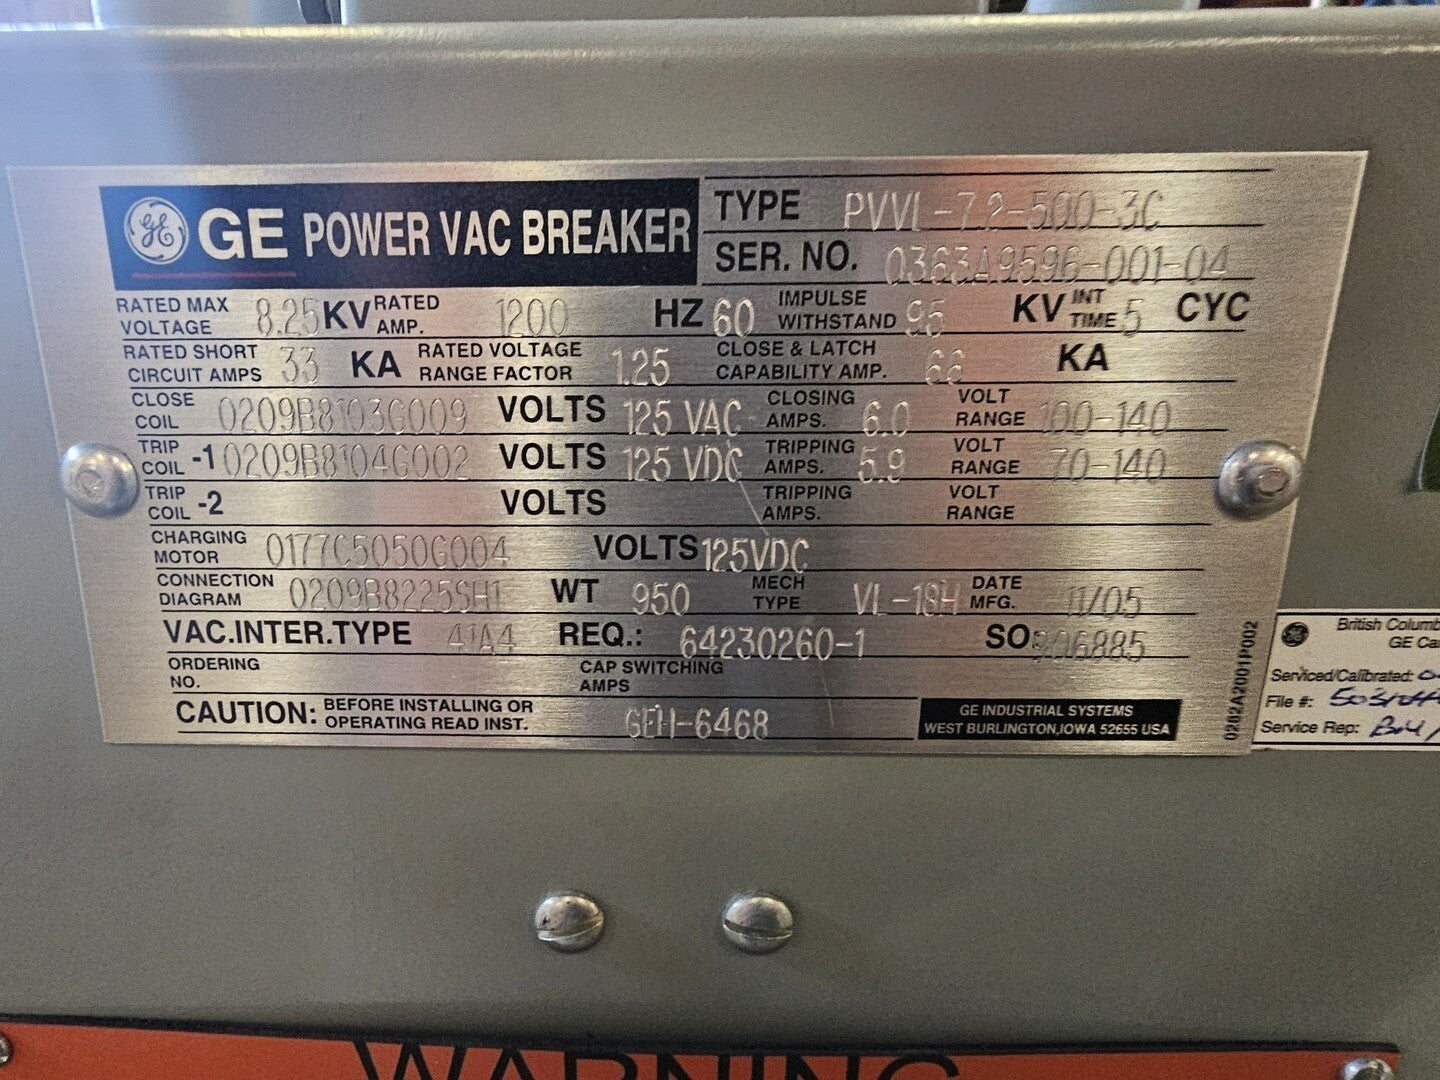 GE POWER VAC BREAKER
TYPE PVVL-7.2-500-3C
SER. NO. 0363A9596-001-04
RATED MAX VOLTAGE 8.25 KV RATED AMP. 1200 HZ 60 IMPULSE WITHSTAND 95 KV INT TIME 5 CYC
RATED SHORT CIRCUIT AMPS 33 KA RATED VOLTAGE RANGE FACTOR 1.25 CLOSE & LATCH CAPABILITY AMP. 66 KA
CLOSE COIL 0209B8103G009 VOLTS 125 VAC CLOSING AMPS. 6.0 VOLT RANGE 100-140
TRIP COIL -1 0209B8104G002 VOLTS 125 VDC TRIPPING AMPS. 5.9 VOLT RANGE 70-140
TRIP COIL -2 VOLTS TRIPPING AMPS. VOLT RANGE
CHARGING MOTOR 0177C5050G004 VOLTS 125VDC
CONNECTION DIAGRAM 0209B8225SH1 WT 950 MECH TYPE VL-18H DATE MFG. 11/05
VAC.INTER.TYPE 41A4 REQ.: 64230260-1 SO 806885
ORDERING NO. CAP SWITCHING AMPS
CAUTION: BEFORE INSTALLING OR OPERATING READ INST. GEH-6468
GE INDUSTRIAL SYSTEMS
WEST BURLINGTON,IOWA 52655 USA
0282A2001P002
British
GE
Serviced/Calibrated:
File #:
Service Rep:
WARNING